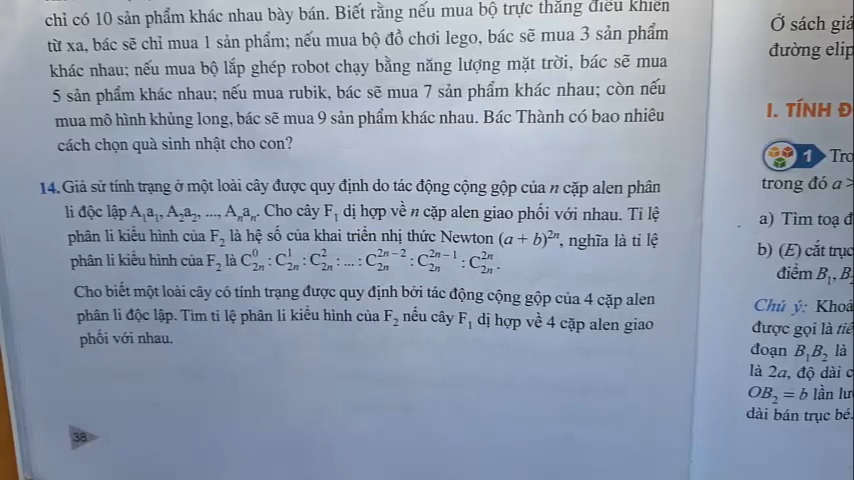 chỉ có 10 sản phẩm khác nhau bày bán. Biết rằng nếu mua bộ trực thăng điều khiển
từ xa, bác sẽ chỉ mua 1 sản phẩm; nếu mua bộ đồ chơi lego, bác sẽ mua 3 sản phẩm
khác nhau; nếu mua bộ lắp ghép robot chạy bằng năng lượng mặt trời, bác sẽ mua
5 sản phẩm khác nhau; nếu mua rubik, bác sẽ mua 7 sản phẩm khác nhau; còn nếu
mua mô hình khủng long, bác sẽ mua 9 sản phẩm khác nhau. Bác Thành có bao nhiêu
cách chọn quà sinh nhật cho con?
14. Giả sử tính trạng ở một loài cây được quy định do tác động cộng gộp của n cặp alen phân
li độc lập A₁a₁, A₂a₂, ..., Aₙaₙ. Cho cây F₁ dị hợp về n cặp alen giao phối với nhau. Tỉ lệ
phân li kiểu hình của F₂ là hệ số của khai triển nhị thức Newton (a + b)²ⁿ, nghĩa là tỉ lệ
phân li kiểu hình của F₂ là C⁰₂ₙ : C¹₂ₙ : C²₂ₙ : ... : C²ⁿ⁻²₂ₙ : C²ⁿ⁻¹₂ₙ : C²ⁿ₂ₙ.
Cho biết một loài cây có tính trạng được quy định bởi tác động cộng gộp của 4 cặp alen
phân li độc lập. Tìm tỉ lệ phân li kiểu hình của F₂ nếu cây F₁ dị hợp về 4 cặp alen giao
phối với nhau.
38
Ở sách giá
đường elip
I. TÍNH
1 Tro
trong đó a >
a) Tìm toạ đ
b) (E) cắt trục
điểm B₁, B₂
Chú ý: Khoả
được gọi là tiê
đoạn B₁B₂ là
là 2a, độ dài
OB₂ = b lần lư
dài bán trục bé.